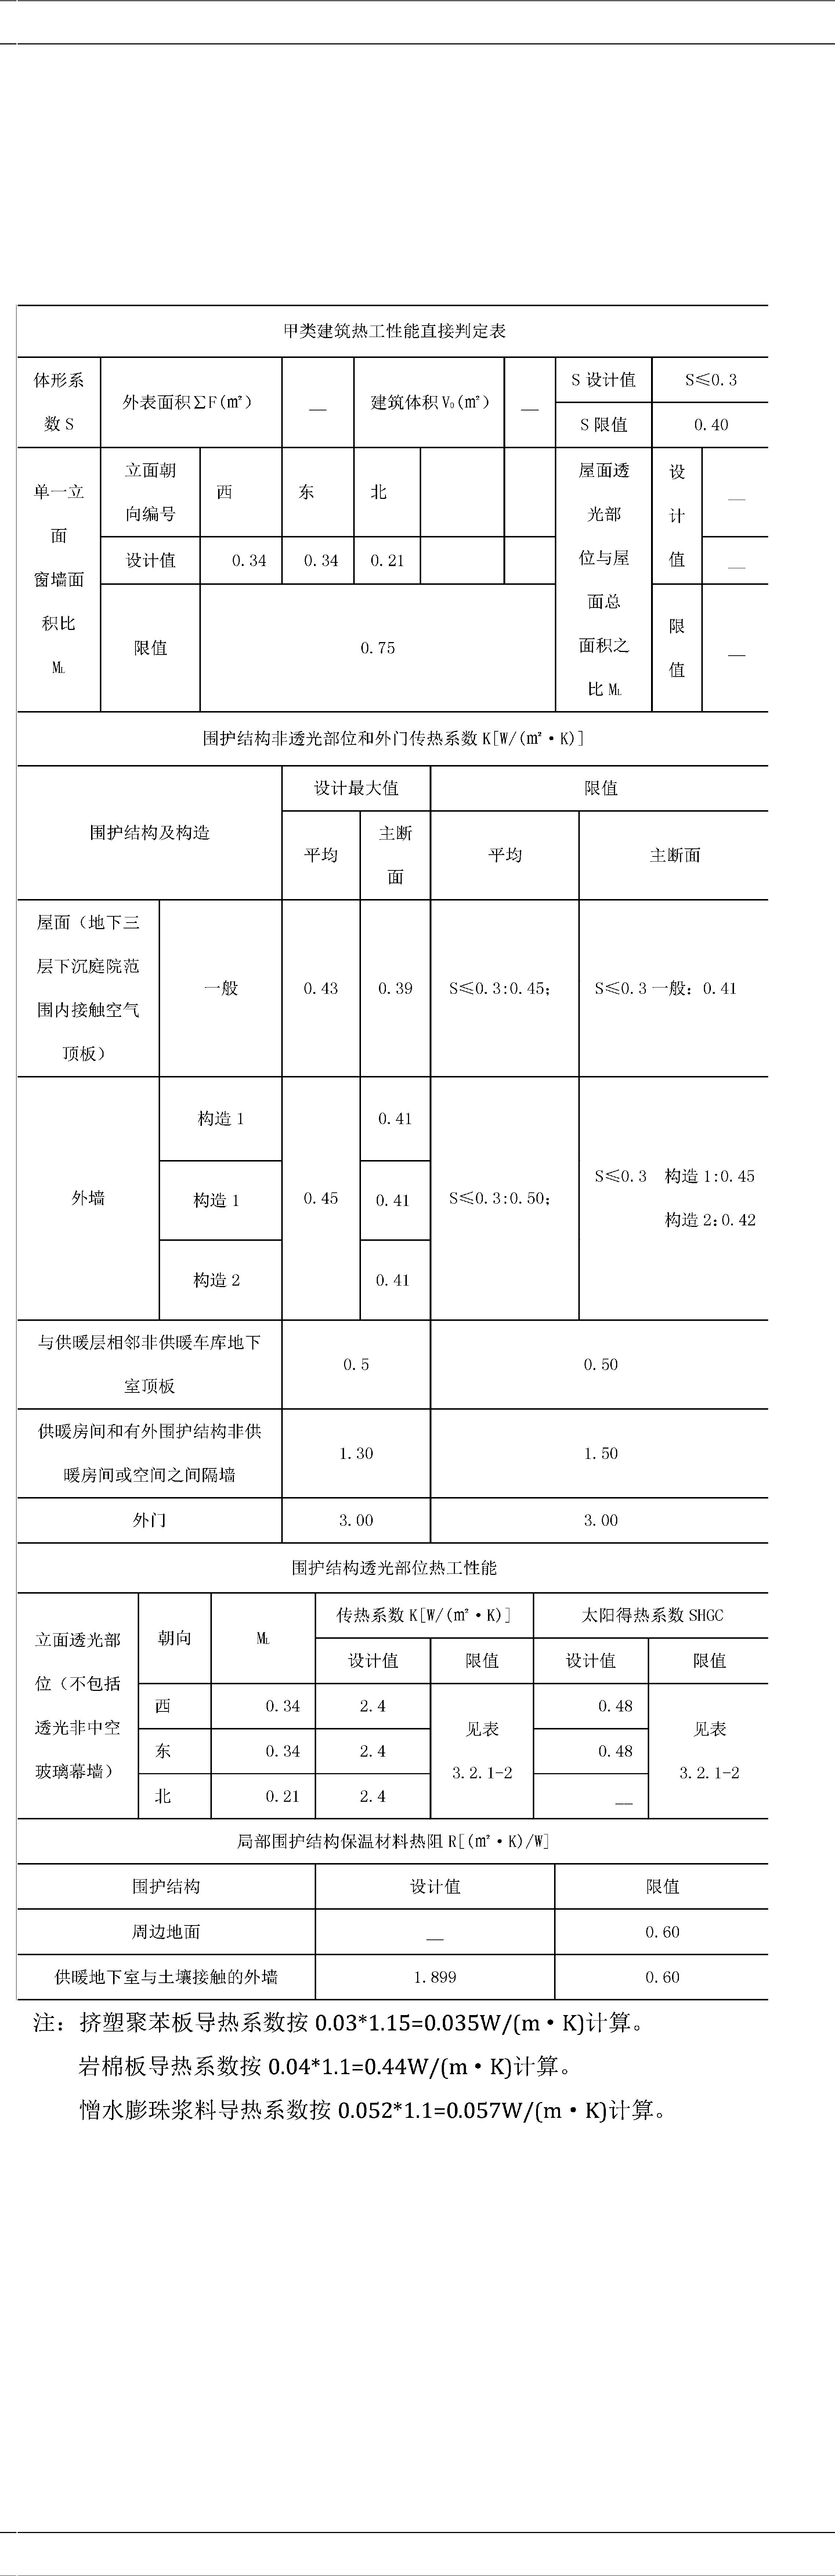 甲类建筑热工性能直接判定表
体形系
数 S
外表面积∑F(m²)
__
建筑体积 V₀(m²)
__
S 设计值
S≤0.3
S 限值
0.40
单一立
面
窗墙面
积比
M_L
立面朝
向编号
西
东
北
设计值
0.34
0.34
0.21
限值
0.75
屋面透
光部
位与屋
面总
面积之
比 M_L
设
计
值
__
__
限
值
__
围护结构非透光部位和外门传热系数 K[W/(m²·K)]
围护结构及构造
设计最大值
限值
平均
主断
面
平均
主断面
屋面（地下三
层下沉庭院范
围内接触空气
顶板）
一般
0.43
0.39
S≤0.3:0.45；
S≤0.3 一般：0.41
外墙
构造 1
0.41
构造 1
0.45
0.41
S≤0.3:0.50；
S≤0.3 构造 1:0.45
构造 2:0.42
构造 2
0.41
与供暖层相邻非供暖车库地下
室顶板
0.5
0.50
供暖房间和有外围护结构非供
暖房间或空间之间隔墙
1.30
1.50
外门
3.00
3.00
围护结构透光部位热工性能
立面透光部
位（不包括
透光非中空
玻璃幕墙）
朝向
M_L
传热系数 K[W/(m²·K)]
太阳得热系数 SHGC
设计值
限值
设计值
限值
西
0.34
2.4
见表
3.2.1-2
0.48
见表
3.2.1-2
东
0.34
2.4
0.48
北
0.21
2.4
__
局部围护结构保温材料热阻 R[(m²·K)/W]
围护结构
设计值
限值
周边地面
__
0.60
供暖地下室与土壤接触的外墙
1.899
0.60
注：挤塑聚苯板导热系数按 0.03*1.15=0.035W/(m·K)计算。
岩棉板导热系数按 0.04*1.1=0.44W/(m·K)计算。
憎水膨珠浆料导热系数按 0.052*1.1=0.057W/(m·K)计算。